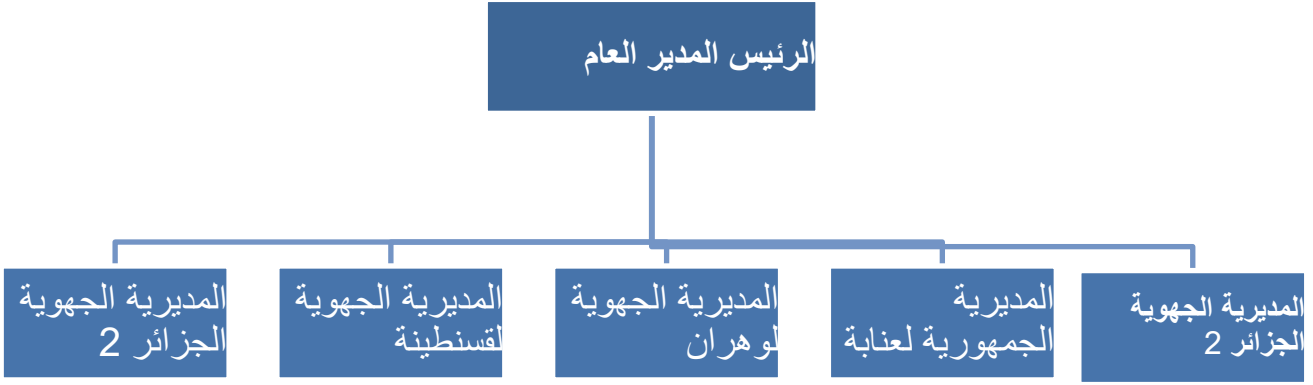 الرئيس المدير العام
المديرية الجهوية
الجزائر 2
المديرية
الجمهورية لعنابة
المديرية الجهوية
لوهران
المديرية الجهوية
لقسنطينة
المديرية الجهوية
الجزائر 2